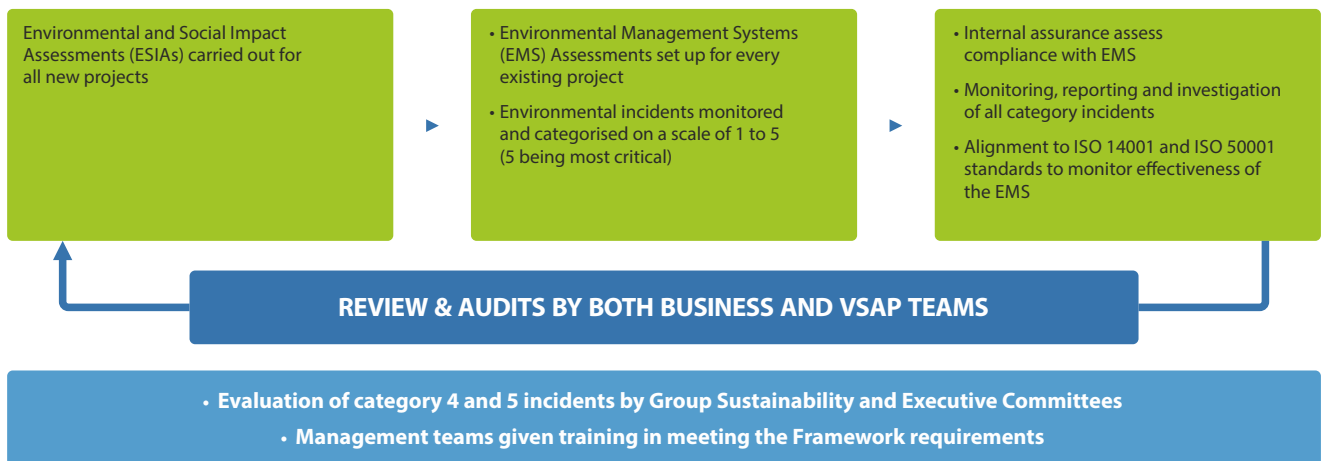 Environmental and Social Impact
Assessments (ESIAs) carried out for
all new projects
• Environmental Management Systems
(EMS) Assessments set up for every
existing project
• Environmental incidents monitored
and categorised on a scale of 1 to 5
(5 being most critical)
• Internal assurance assess
compliance with EMS
• Monitoring, reporting and investigation
of all category incidents
• Alignment to ISO 14001 and ISO 50001
standards to monitor effectiveness of
the EMS
REVIEW & AUDITS BY BOTH BUSINESS AND VSAP TEAMS
• Evaluation of category 4 and 5 incidents by Group Sustainability and Executive Committees
• Management teams given training in meeting the Framework requirements